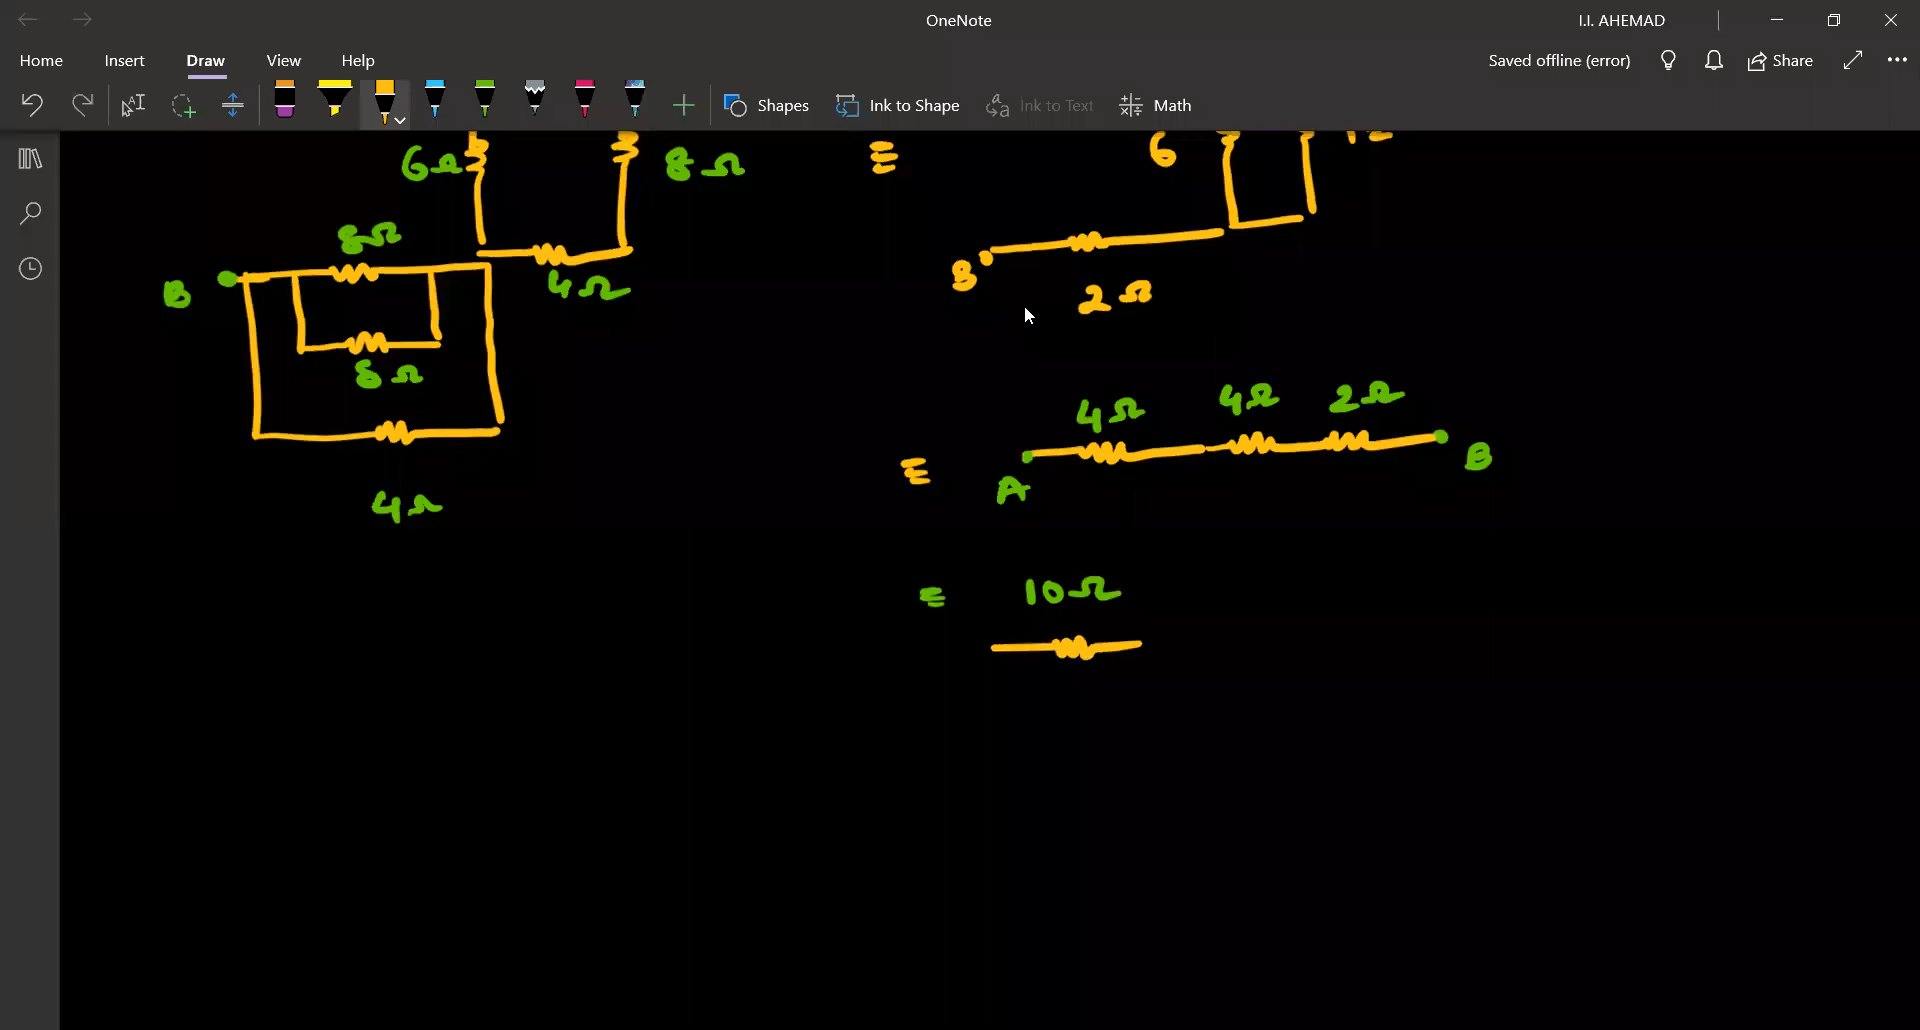 OneNote
I.I. AHEMAD
Home Insert Draw View Help
Saved offline (error) Share
Shapes Ink to Shape Ink to Text Math
6Ω 8Ω
≡ 6 12
8Ω
B 4Ω
B 2Ω
8Ω
4Ω 4Ω 2Ω
≡ A B
4Ω
≡ 10Ω